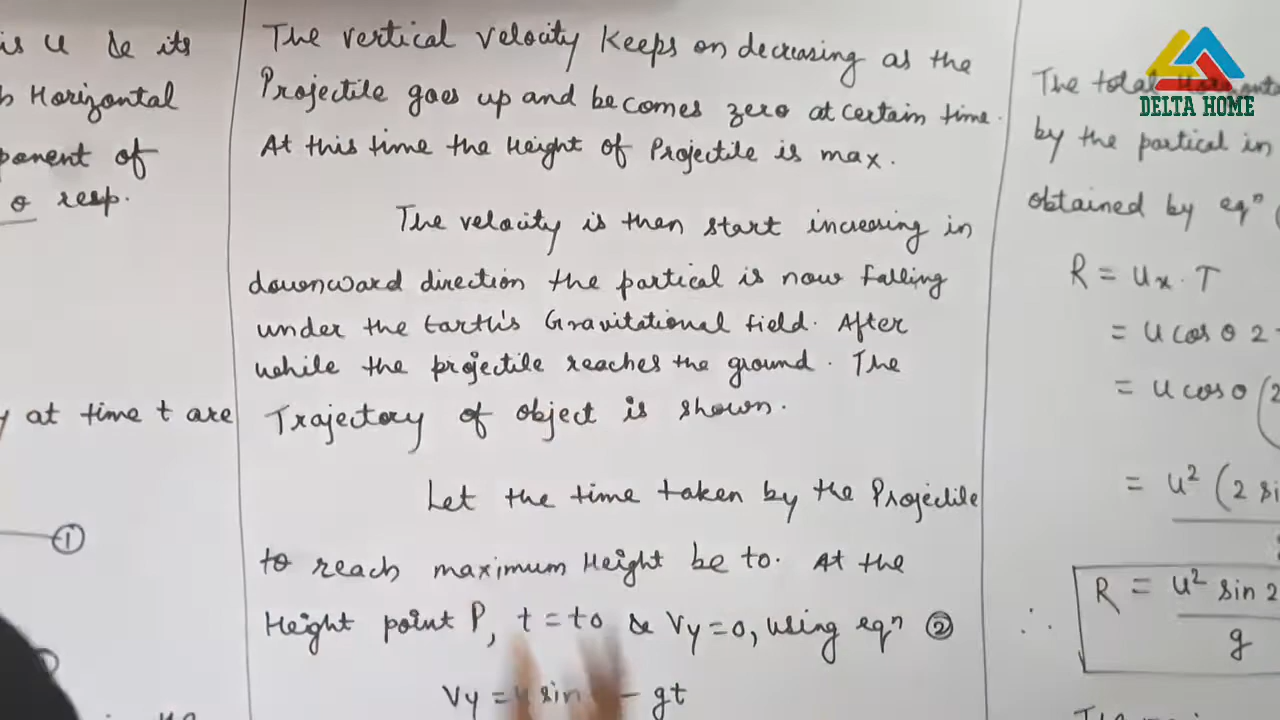 is u & its
Horizontal
ponent of
θ resp.
y at time t are
①
The vertical velocity keeps on decreasing as the
Projectile goes up and becomes zero at certain time.
At this time the Height of Projectile is max.
The velocity is then start increasing in
downward direction the partical is now falling
under the Earth's Gravitational field. After
while the projectile reaches the ground. The
Trajectory of object is shown.
Let the time taken by the Projectile
to reach maximum Height be to. At the
Height point P, t = to & Vy = 0, using eqⁿ ②
Vy = u sin - gt
The total
by the partical in
obtained by eqⁿ
R = ux . T
= u cos θ 2
= u cos θ (2
= u² (2 si
∴ R = u² sin 2
g
DELTA HOME